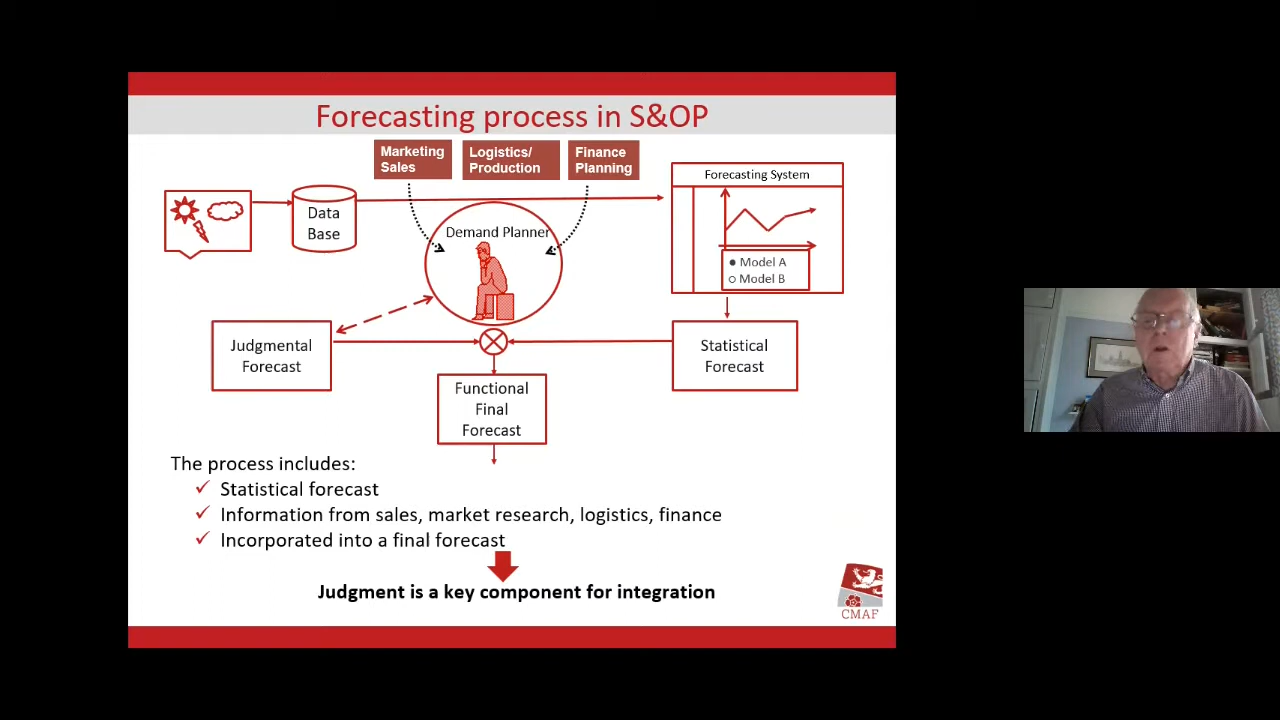 Forecasting process in S&OP
Marketing
Sales
Logistics/
Production
Finance
Planning
Forecasting System
Data
Base
Demand Planner
Model A
Model B
Judgmental
Forecast
Statistical
Forecast
Functional
Final
Forecast
The process includes:
✓ Statistical forecast
✓ Information from sales, market research, logistics, finance
✓ Incorporated into a final forecast
Judgment is a key component for integration
CMAF